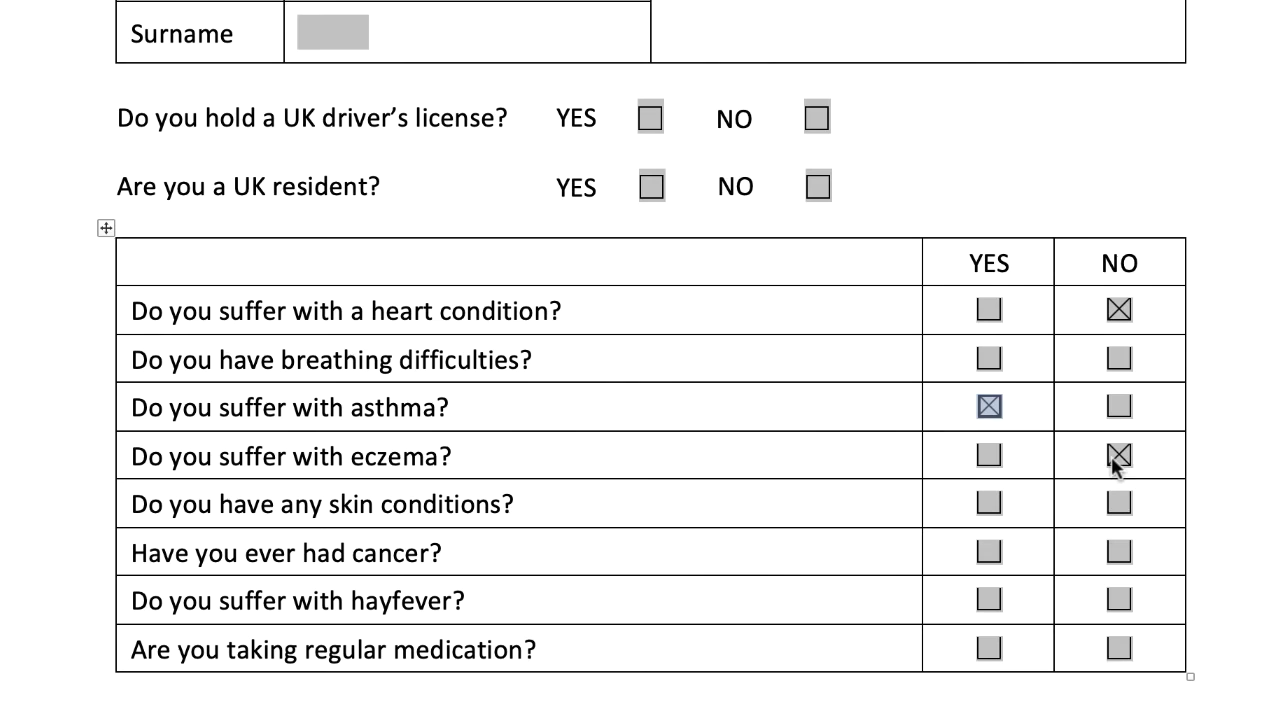 Surname
Do you hold a UK driver’s license? YES NO
Are you a UK resident? YES NO
YES NO
Do you suffer with a heart condition?
Do you have breathing difficulties?
Do you suffer with asthma?
Do you suffer with eczema?
Do you have any skin conditions?
Have you ever had cancer?
Do you suffer with hayfever?
Are you taking regular medication?